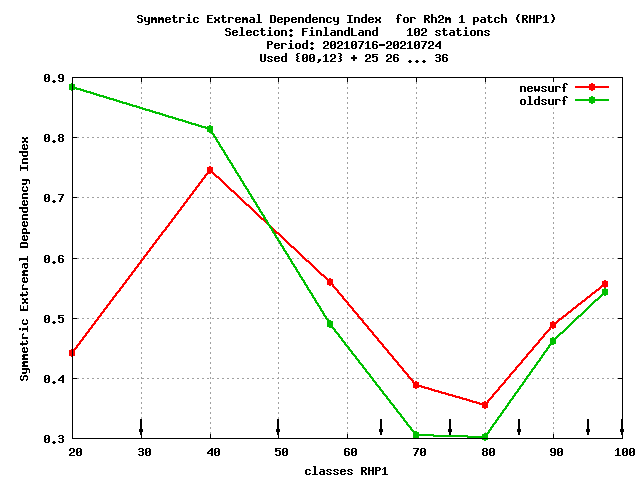 Symmetric Extremal Dependency Index  for Rh2m 1 patch (RHP1)
Selection: FinlandLand    102 stations
Period: 20210716-20210724
Used {00,12} + 25 26 ... 36
newsurf
oldsurf
0.9
0.8
0.7
0.6
0.5
0.4
0.3
Symmetric Extremal Dependency Index
20 30 40 50 60 70 80 90 100
classes RHP1